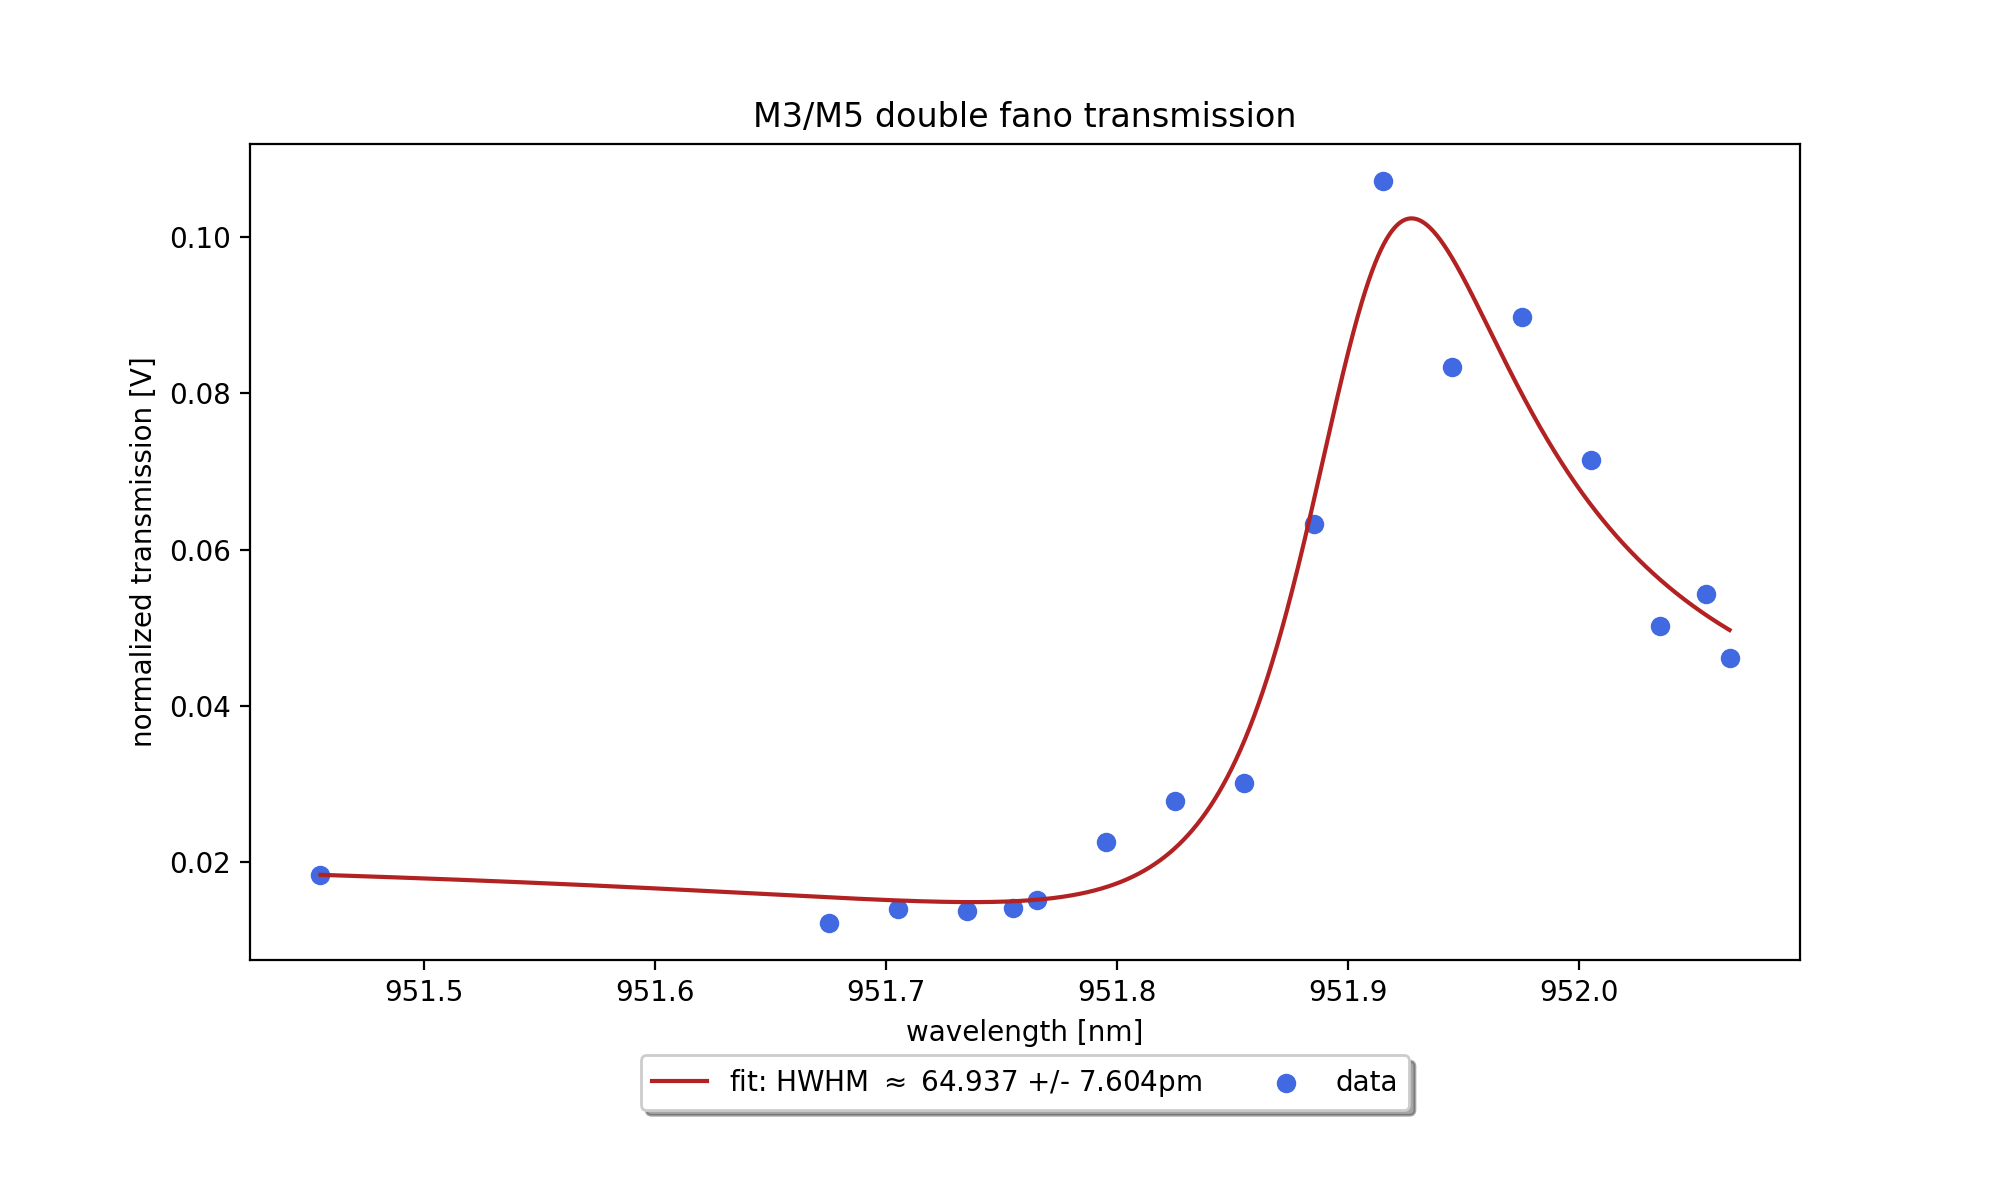 M3/M5 double fano transmission
normalized transmission [V]
0.10
0.08
0.06
0.04
0.02
951.5 951.6 951.7 951.8 951.9 952.0
wavelength [nm]
fit: HWHM ≈ 64.937 +/- 7.604pm data